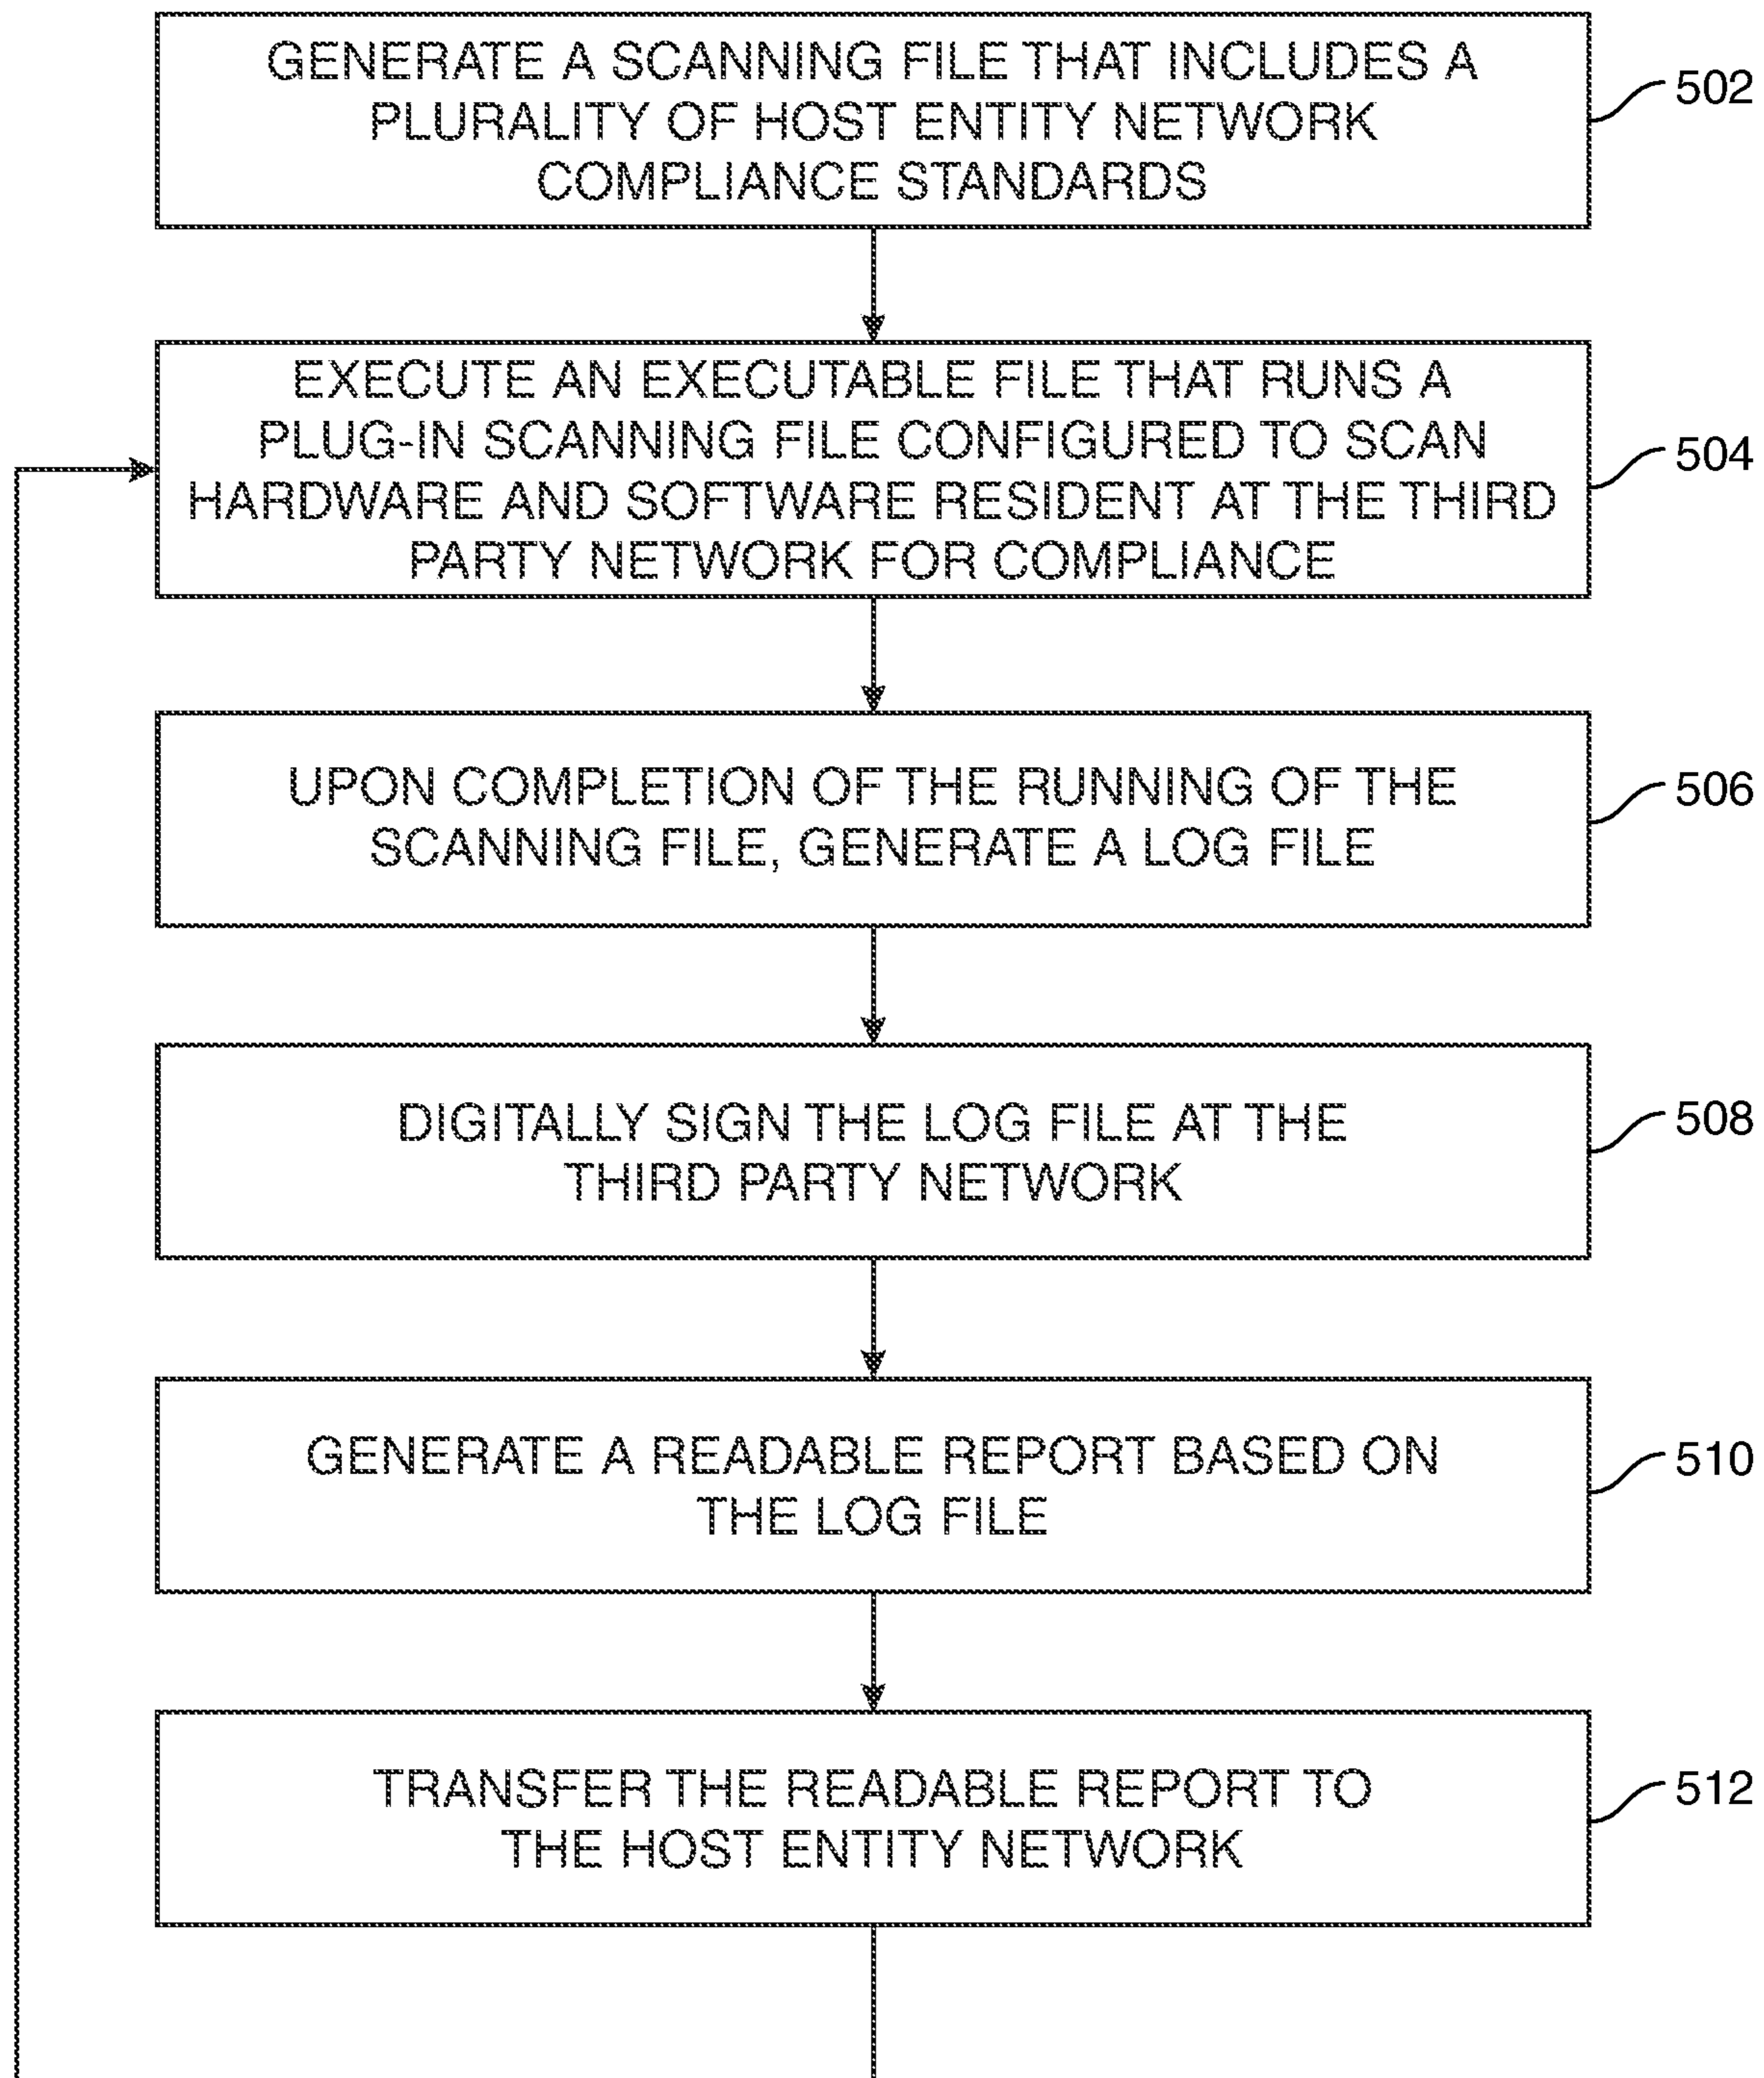 GENERATE A SCANNING FILE THAT INCLUDES A
PLURALITY OF HOST ENTITY NETWORK
COMPLIANCE STANDARDS
502
EXECUTE AN EXECUTABLE FILE THAT RUNS A
PLUG-IN SCANNING FILE CONFIGURED TO SCAN
HARDWARE AND SOFTWARE RESIDENT AT THE THIRD
PARTY NETWORK FOR COMPLIANCE
504
UPON COMPLETION OF THE RUNNING OF THE
SCANNING FILE, GENERATE A LOG FILE
506
DIGITALLY SIGN THE LOG FILE AT THE
THIRD PARTY NETWORK
508
GENERATE A READABLE REPORT BASED ON
THE LOG FILE
510
TRANSFER THE READABLE REPORT TO
THE HOST ENTITY NETWORK
512